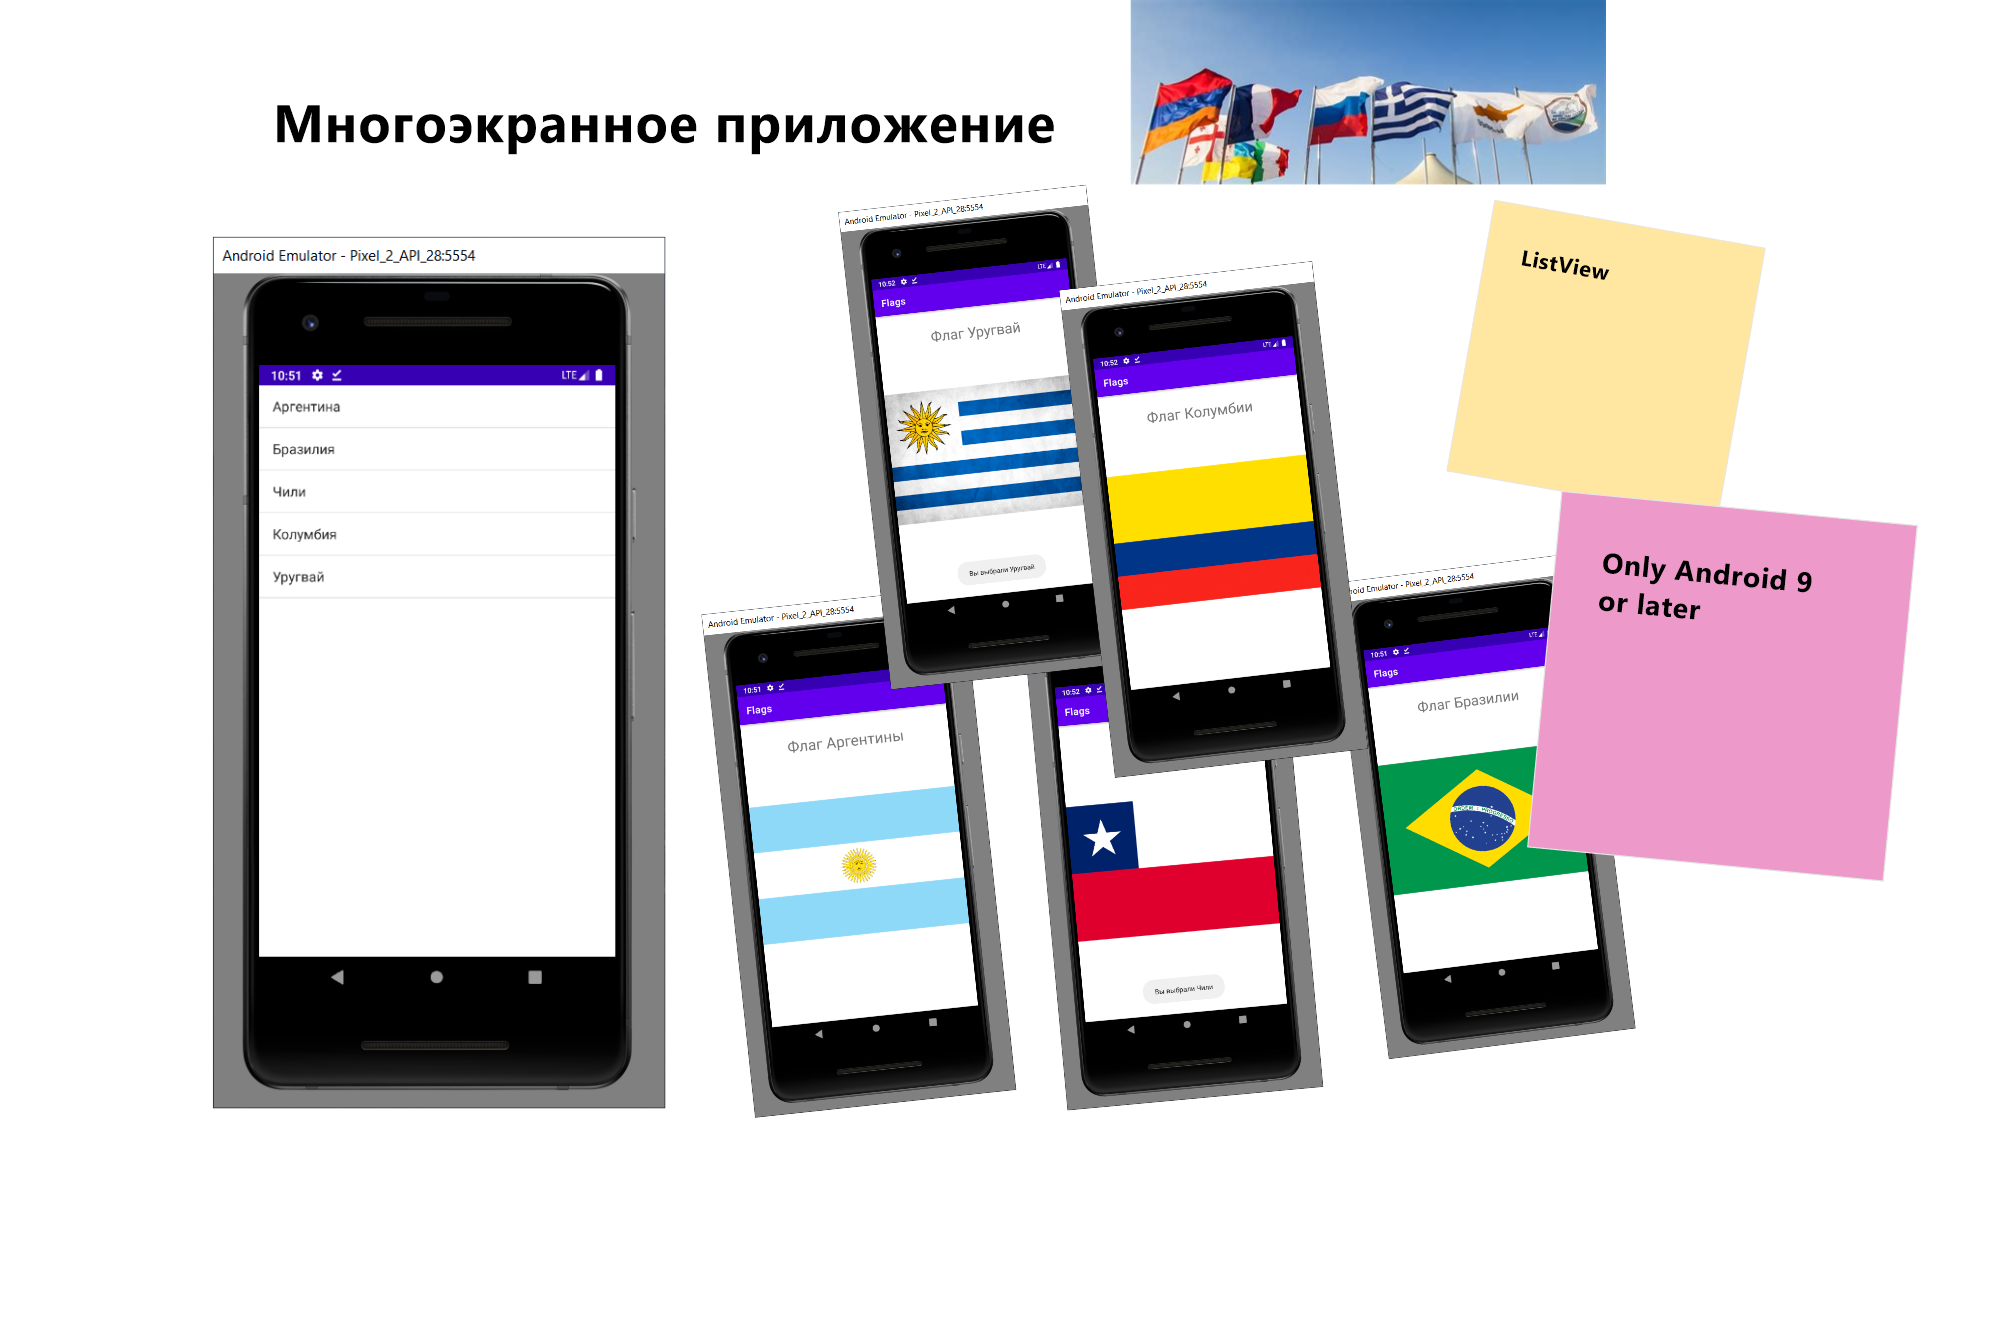 Многоэкранное приложение
Android Emulator - Pixel_2_API_28:5554
10:51
LTE
Аргентина
Бразилия
Чили
Колумбия
Уругвай
Android Emulator - Pixel_2_API_28:5554
10:52
LTE
Flags
Флаг Уругвай
Вы выбрали Уругвай
Android Emulator - Pixel_2_API_28:5554
10:52
LTE
Flags
Флаг Колумбии
ListView
Only Android 9
or later
Android Emulator - Pixel_2_API_28:5554
10:51
Flags
Флаг Аргентины
10:52
Flags
Вы выбрали Чили
Android Emulator - Pixel_2_API_28:5554
10:51
LTE
Flags
Флаг Бразилии